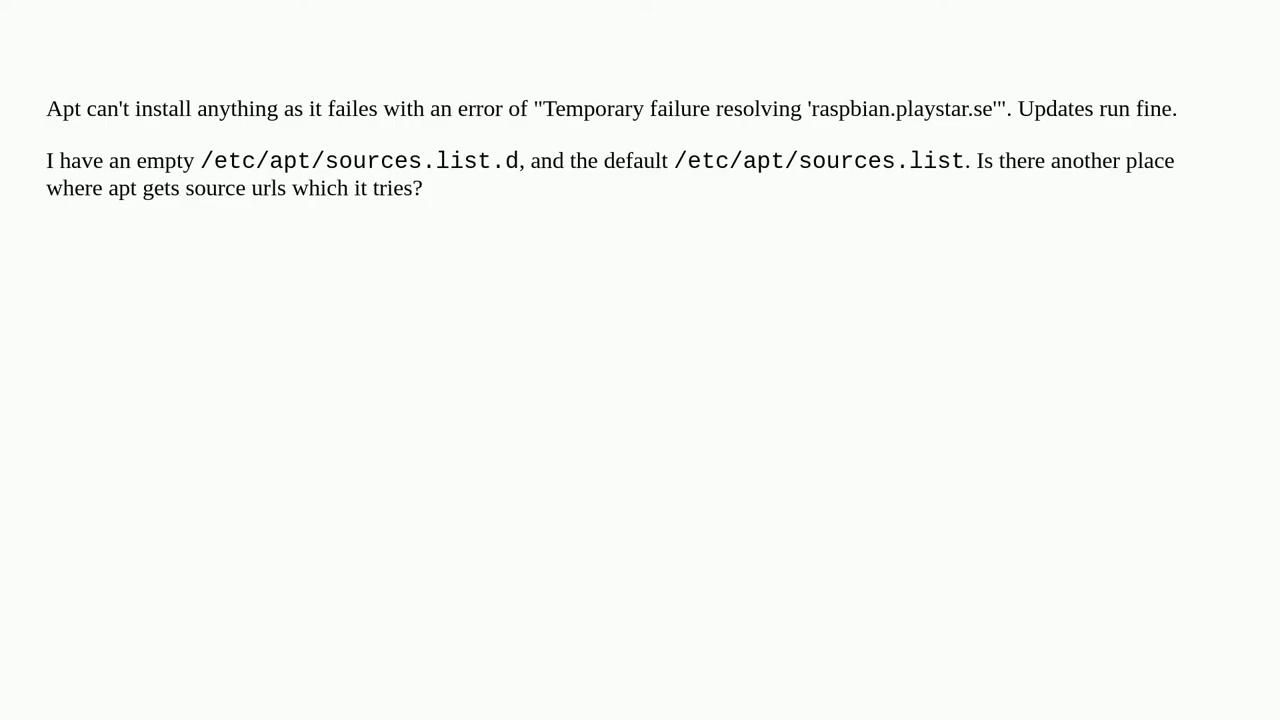 Apt can't install anything as it failes with an error of "Temporary failure resolving 'raspbian.playstar.se'". Updates run fine.
I have an empty /etc/apt/sources.list.d, and the default /etc/apt/sources.list. Is there another place
where apt gets source urls which it tries?